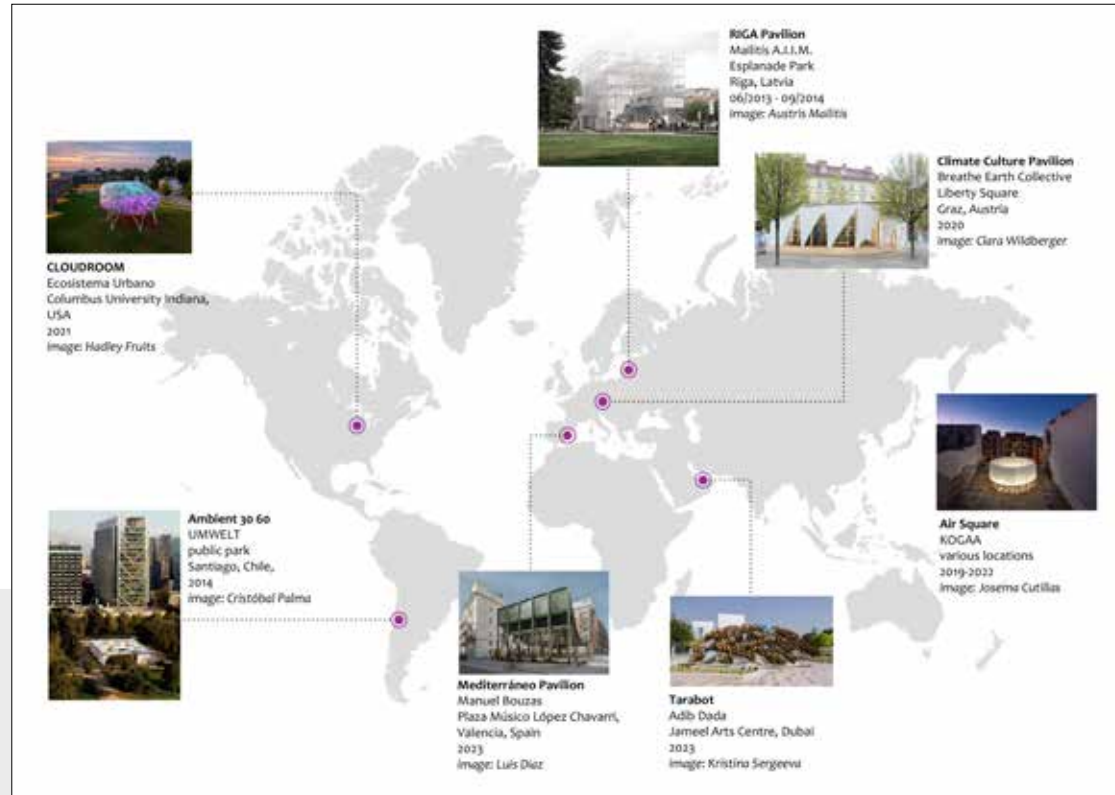 RIGA Pavilion
Mailitis A.I.I.M.
Esplanade Park
Riga, Latvia
06/2013 - 09/2014
image: Austris Mailitis
Climate Culture Pavilion
Breathe Earth Collective
Liberty Square
Graz, Austria
2020
image: Clara Wildberger
CLOUDROOM
Ecosistema Urbano
Columbus University Indiana,
USA
2021
image: Hadley Fruits
Ambient 30 60
UMWELT
public park
Santiago, Chile,
2014
image: Cristóbal Palma
Air Square
KOGAA
various locations
2019-2022
image: Josema Cutillas
Mediterráneo Pavilion
Manuel Bouzas
Plaza Músico López Chavarri,
Valencia, Spain
2023
image: Luis Diaz
Tarabot
Adib Dada
Jameel Arts Centre, Dubai
2023
image: Kristina Sergeeva